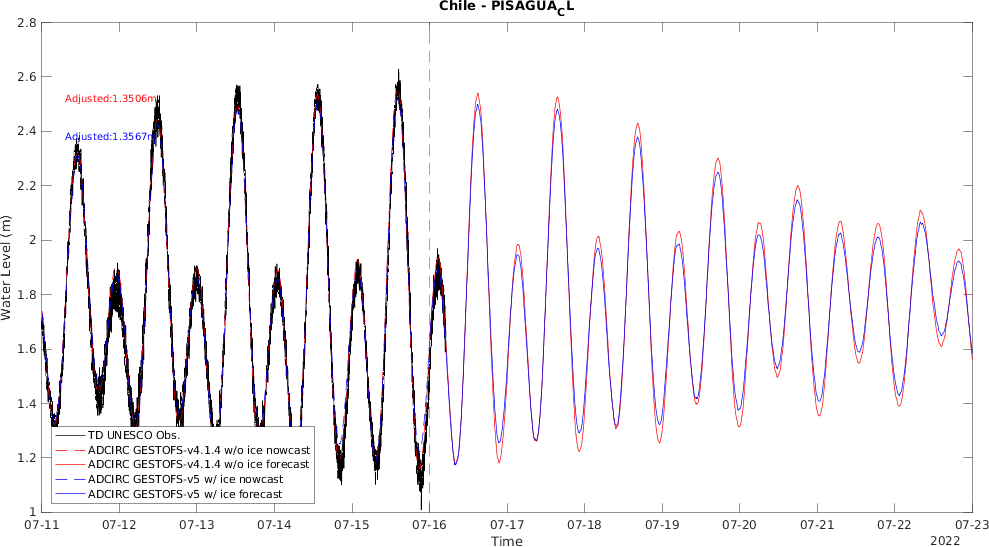 Chile - PISAGUA_CL
Adjusted:1.3506m
Adjusted:1.3567m
Water Level (m)
2.8
2.6
2.4
2.2
2
1.8
1.6
1.4
1.2
1
TD UNESCO Obs.
ADCIRC GESTOFS-v4.1.4 w/o ice nowcast
ADCIRC GESTOFS-v4.1.4 w/o ice forecast
ADCIRC GESTOFS-v5 w/ ice nowcast
ADCIRC GESTOFS-v5 w/ ice forecast
07-11 07-12 07-13 07-14 07-15 07-16 07-17 07-18 07-19 07-20 07-21 07-22 07-23
Time
2022